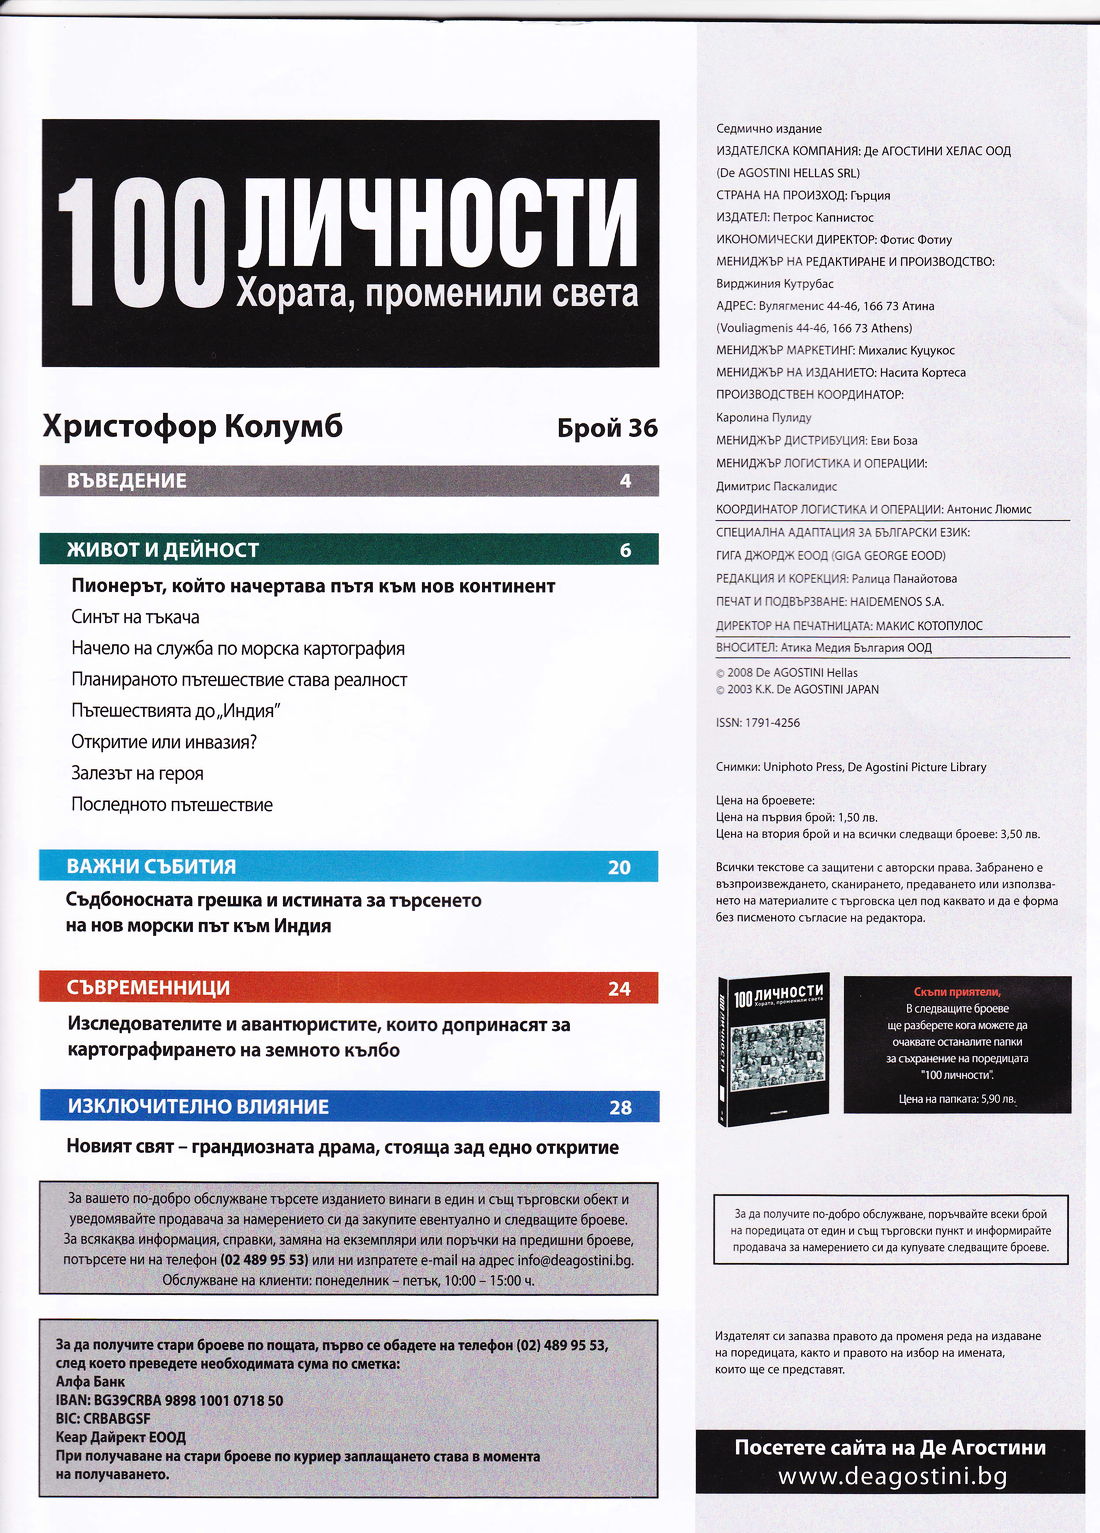 100 ЛИЧНОСТИ
Хората, променили света
Христофор Колумб Брой 36
ВЪВЕДЕНИЕ 4
ЖИВОТ И ДЕЙНОСТ 6
Пионерът, който начертава пътя към нов континент
Синът на тъкача
Начело на служба по морска картография
Планираното пътешествие става реалност
Пътешествията до „Индия”
Откритие или инвазия?
Залезът на героя
Последното пътешествие
ВАЖНИ СЪБИТИЯ 20
Съдбоносната грешка и истината за търсенето
на нов морски път към Индия
СЪВРЕМЕННИЦИ 24
Изследователите и авантюристите, които допринасят за
картографирането на земното кълбо
ИЗКЛЮЧИТЕЛНО ВЛИЯНИЕ 28
Новият свят – грандиозната драма, стояща зад едно откритие
За вашето по-добро обслужване търсете изданието винаги в един и същ търговски обект и
уведомявайте продавача за намерението си да закупите евентуално и следващите броеве.
За всякаква информация, справки, замяна на екземпляри или поръчки на предишни броеве,
потърсете ни на телефон (02 489 95 53) или ни изпратете e-mail на адрес info@deagostini.bg.
Обслужване на клиенти: понеделник – петък, 10:00 – 15:00 ч.
За да получите стари броеве по пощата, първо се обадете на телефон (02) 489 95 53,
след което преведете необходимата сума по сметка:
Алфа Банк
IBAN: BG39CRBA 9898 1001 0718 50
BIC: CRBABGSF
Кеар Дайрект ЕООД
При получаване на стари броеве по куриер заплащането става в момента
на получаването.
Седмично издание
ИЗДАТЕЛСКА КОМПАНИЯ: Де АГОСТИНИ ХЕЛАС ООД
(De AGOSTINI HELLAS SRL)
СТРАНА НА ПРОИЗХОД: Гърция
ИЗДАТЕЛ: Петрос Капнистос
ИКОНОМИЧЕСКИ ДИРЕКТОР: Фотис Фотиу
МЕНИДЖЪР НА РЕДАКТИРАНЕ И ПРОИЗВОДСТВО:
Вирджиния Кутрубас
АДРЕС: Вулягменис 44-46, 166 73 Атина
(Vouliagmenis 44-46, 166 73 Athens)
МЕНИДЖЪР МАРКЕТИНГ: Михалис Куцукос
МЕНИДЖЪР НА ИЗДАНИЕТО: Насита Кортеса
ПРОИЗВОДСТВЕН КООРДИНАТОР:
Каролина Пулиду
МЕНИДЖЪР ДИСТРИБУЦИЯ: Еви Боза
МЕНИДЖЪР ЛОГИСТИКА И ОПЕРАЦИИ:
Димитрис Паскалидис
КООРДИНАТОР ЛОГИСТИКА И ОПЕРАЦИИ: Антонис Люмис
СПЕЦИАЛНА АДАПТАЦИЯ ЗА БЪЛГАРСКИ ЕЗИК:
ГИГА ДЖОРДЖ ЕООД (GIGA GEORGE EOOD)
РЕДАКЦИЯ И КОРЕКЦИЯ: Ралица Панайотова
ПЕЧАТ И ПОДВЪРЗВАНЕ: HAIDEMENOS S.A.
ДИРЕКТОР НА ПЕЧАТНИЦАТА: МАКИС КОТОПУЛОС
ВНОСИТЕЛ: Атика Медия България ООД
© 2008 De AGOSTINI Hellas
© 2003 K.K. De AGOSTINI JAPAN
ISSN: 1791-4256
Снимки: Uniphoto Press, De Agostini Picture Library
Цена на броевете:
Цена на първия брой: 1,50 лв.
Цена на втория брой и на всички следващи броеве: 3,50 лв.
Всички текстове са защитени с авторски права. Забранено е
възпроизвеждането, сканирането, предаването или използва-
нето на материалите с търговска цел под каквато и да е форма
без писменото съгласие на редактора.
100 ЛИЧНОСТИ
100 ЛИЧНОСТИ
Хората, променили света
DeAGOSTINI
Скъпи приятели,
В следващите броеве
ще разберете кога можете да
очаквате останалите папки
за съхранение на поредицата
"100 личности".
Цена на папката: 5,90 лв.
За да получите по-добро обслужване, поръчвайте всеки брой
на поредицата от един и същ търговски пункт и информирайте
продавача за намерението си да купувате следващите броеве.
Издателят си запазва правото да променя реда на издаване
на поредицата, както и правото на избор на имената,
които ще се представят.
Посетете сайта на Де Агостини
www.deagostini.bg